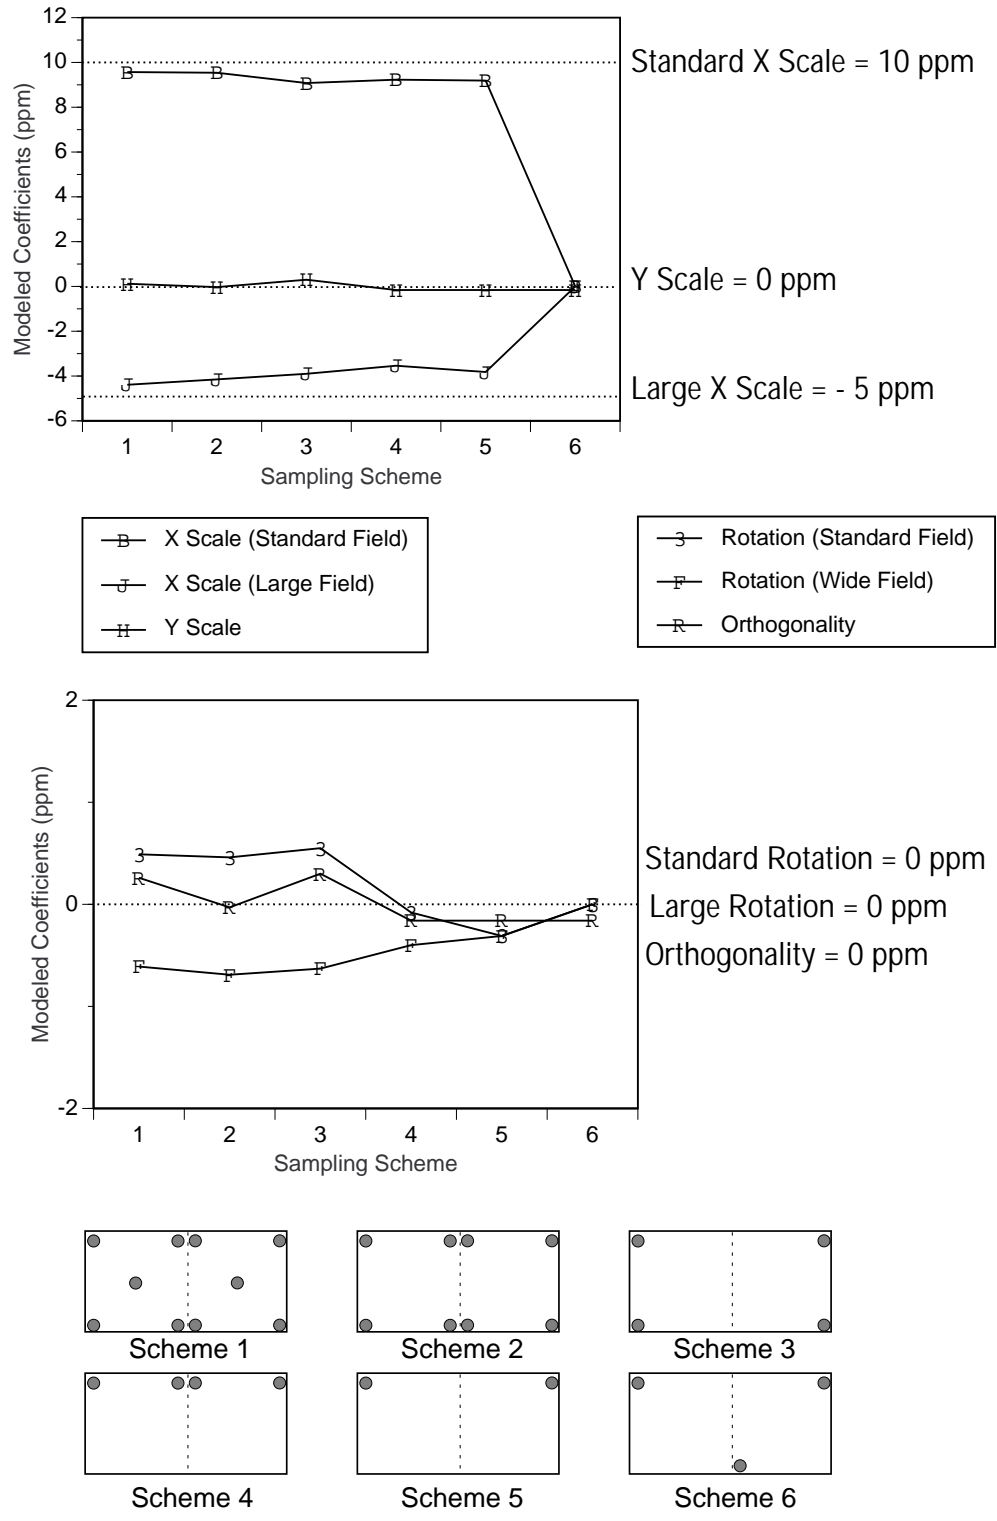 12
10
8
6
4
2
0
-2
-4
-6
Modeled Coefficients (ppm)
1 2 3 4 5 6
Sampling Scheme
Standard X Scale = 10 ppm
Y Scale = 0 ppm
Large X Scale = - 5 ppm
B X Scale (Standard Field)
J X Scale (Large Field)
H Y Scale
3 Rotation (Standard Field)
F Rotation (Wide Field)
R Orthogonality
2
0
-2
Modeled Coefficients (ppm)
1 2 3 4 5 6
Sampling Scheme
Standard Rotation = 0 ppm
Large Rotation = 0 ppm
Orthogonality = 0 ppm
Scheme 1
Scheme 2
Scheme 3
Scheme 4
Scheme 5
Scheme 6